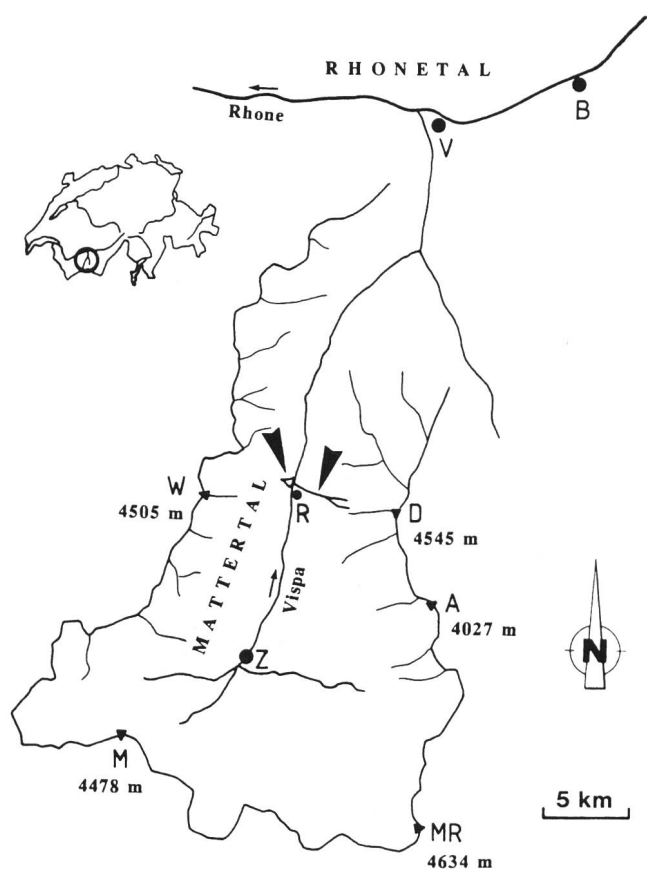 RHONETAL
Rhone
B
V
W
4505 m
MATTERTAL
R
D
4545 m
Vispa
A
4027 m
Z
N
M
4478 m
5 km
MR
4634 m